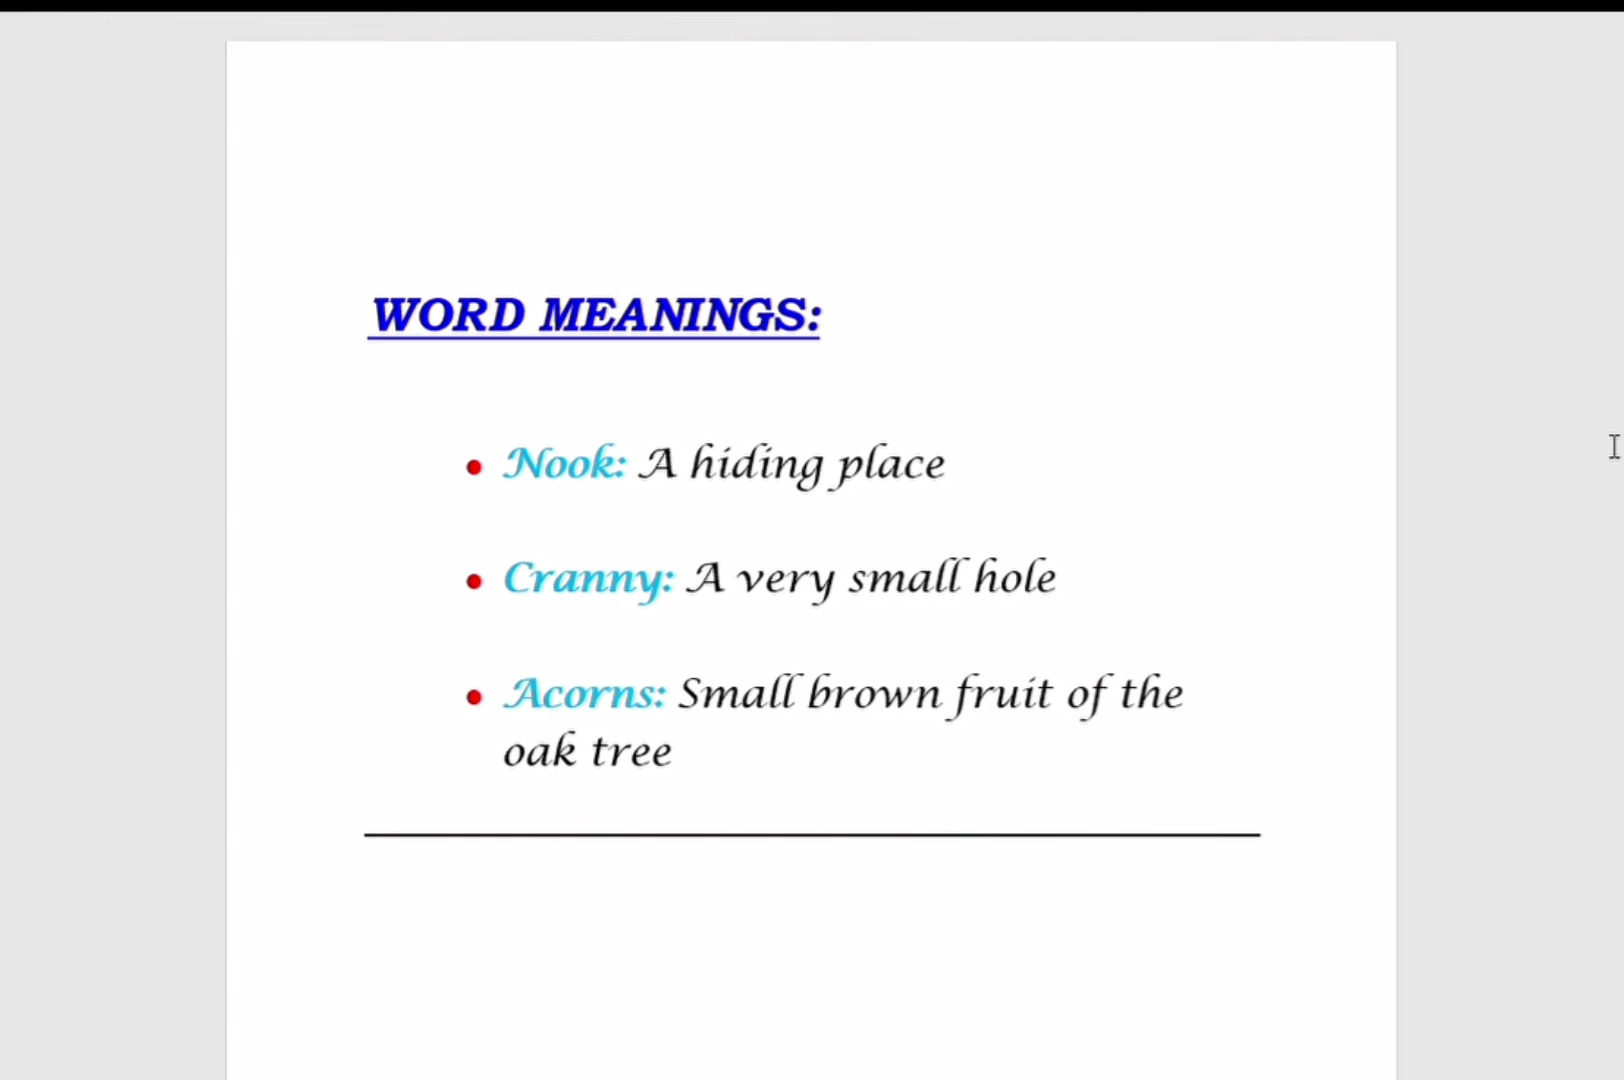 WORD MEANINGS:
• Nook: A hiding place
• Cranny: A very small hole
• Acorns: Small brown fruit of the
oak tree